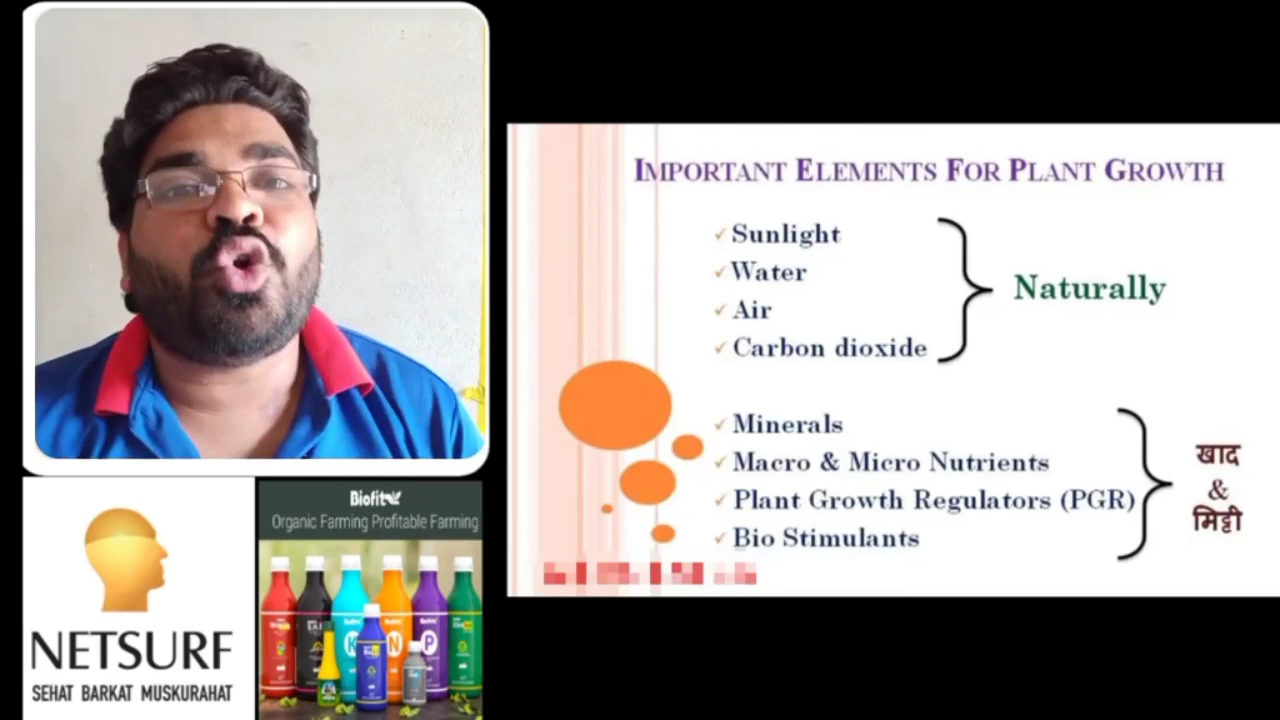 IMPORTANT ELEMENTS FOR PLANT GROWTH
Sunlight
Water
Air
Carbon dioxide
Naturally
Minerals
Macro & Micro Nutrients
Plant Growth Regulators (PGR)
Bio Stimulants
खाद
&
मिट्टी
NETSURF
SEHAT BARKAT MUSKURAHAT
Biofit
Organic Farming Profitable Farming
K
N
P